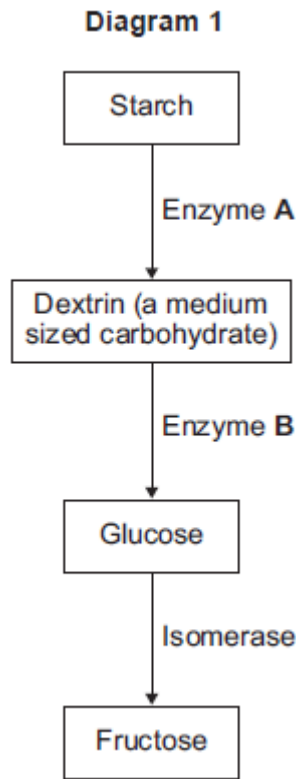 Diagram 1
Starch
Enzyme A
Dextrin (a medium
sized carbohydrate)
Enzyme B
Glucose
Isomerase
Fructose